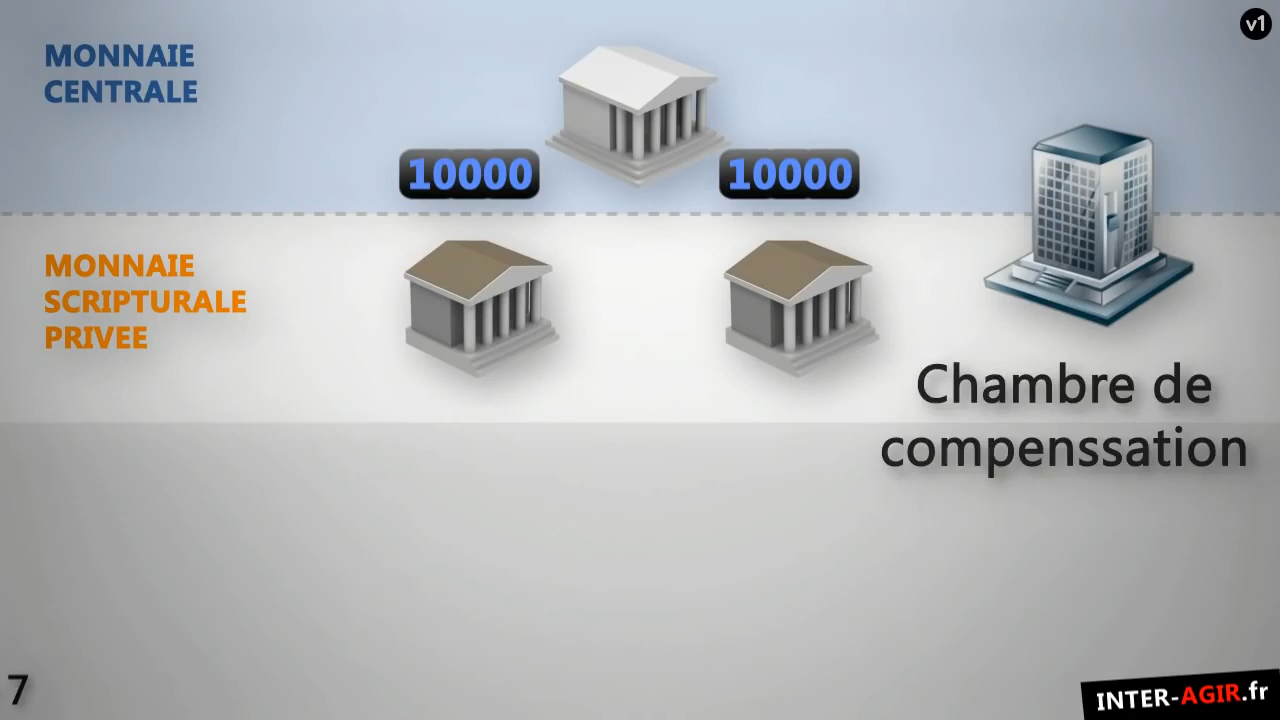 v1
MONNAIE
CENTRALE
10000
10000
MONNAIE
SCRIPTURALE
PRIVEE
Chambre de
compenssation
7
INTER-AGIR.fr